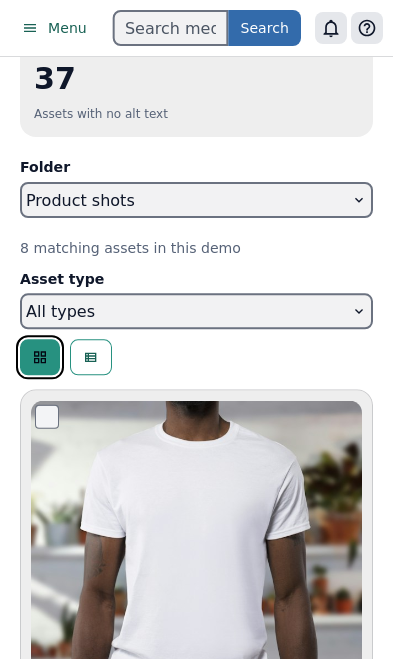 Menu
Search med
Search
37
Assets with no alt text
Folder
Product shots
8 matching assets in this demo
Asset type
All types